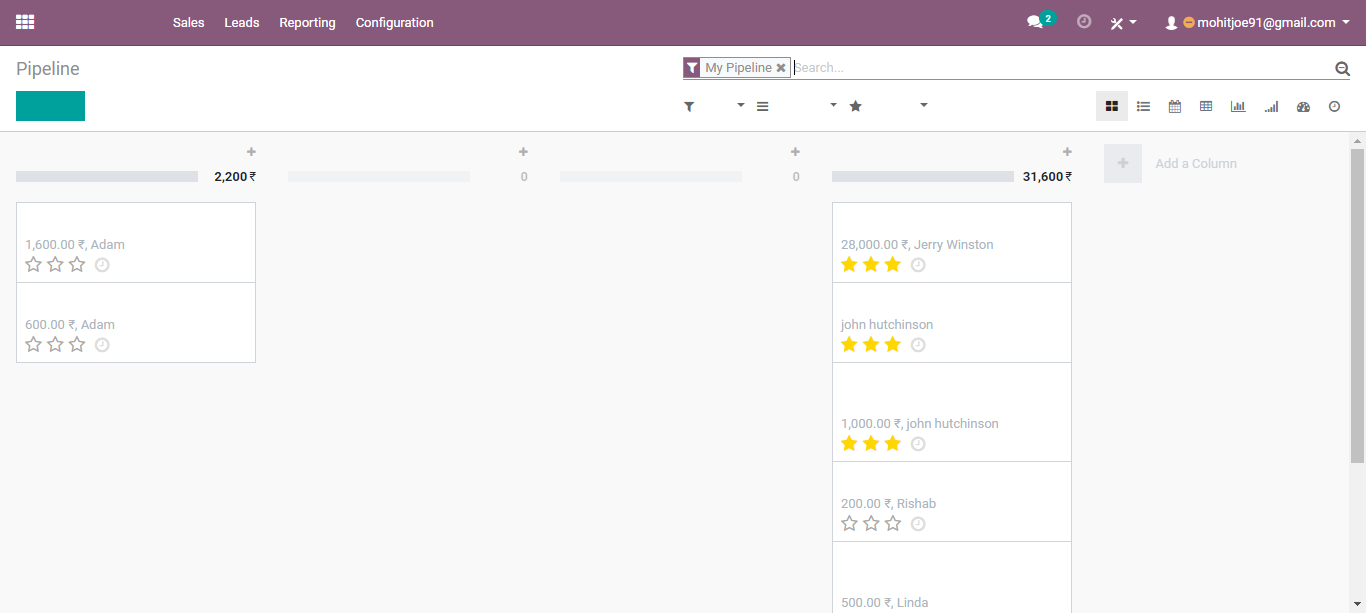 Sales Leads Reporting Configuration 2 mohitjoe91@gmail.com
Pipeline
My Pipeline Search...
2,200 ₹ 0 0 31,600 ₹ Add a Column
1,600.00 ₹, Adam
600.00 ₹, Adam
28,000.00 ₹, Jerry Winston
john hutchinson
1,000.00 ₹, john hutchinson
200.00 ₹, Rishab
500.00 ₹, Linda